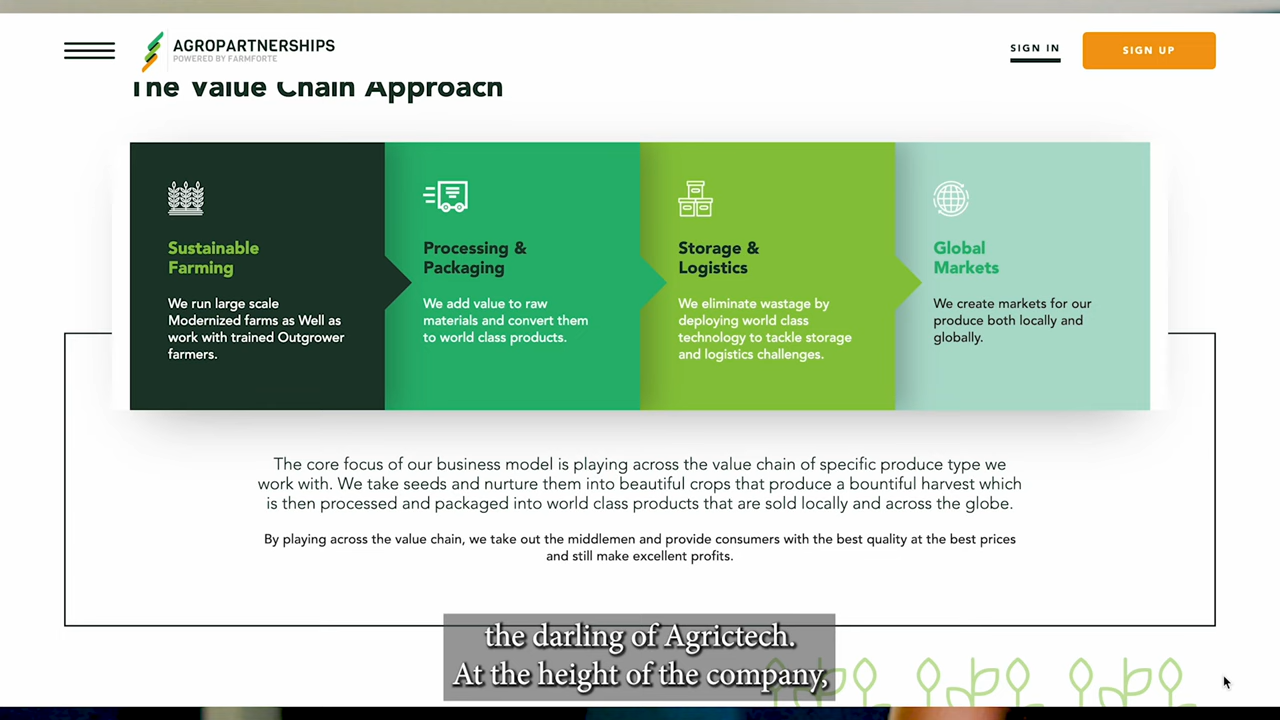 AGROPARTNERSHIPS
POWERED BY FARMFORTE
SIGN IN
SIGN UP
The Value Chain Approach
Sustainable
Farming
We run large scale
Modernized farms as Well as
work with trained Outgrower
farmers.
Processing &
Packaging
We add value to raw
materials and convert them
to world class products.
Storage &
Logistics
We eliminate wastage by
deploying world class
technology to tackle storage
and logistics challenges.
Global
Markets
We create markets for our
produce both locally and
globally.
The core focus of our business model is playing across the value chain of specific produce type we
work with. We take seeds and nurture them into beautiful crops that produce a bountiful harvest which
is then processed and packaged into world class products that are sold locally and across the globe.
By playing across the value chain, we take out the middlemen and provide consumers with the best quality at the best prices
and still make excellent profits.
the darling of Agrictech.
At the height of the company,